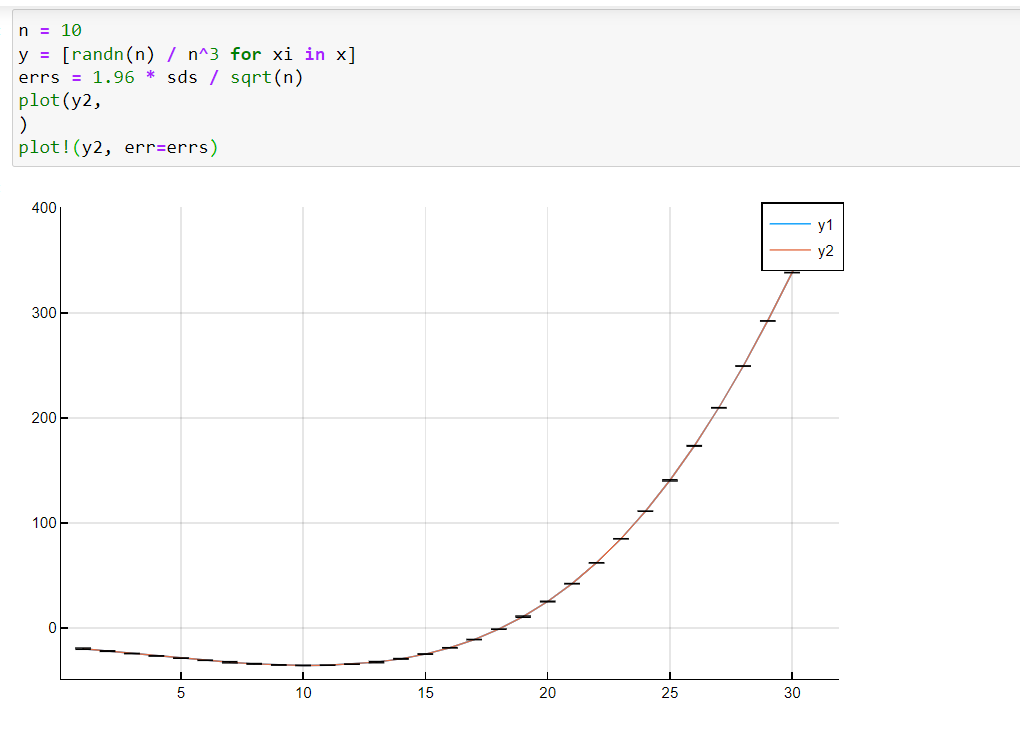 n = 10
y = [randn(n) / n^3 for xi in x]
errs = 1.96 * sds / sqrt(n)
plot(y2,
)
plot!(y2, err=errs)
400
300
200
100
0
y1
y2
5 10 15 20 25 30